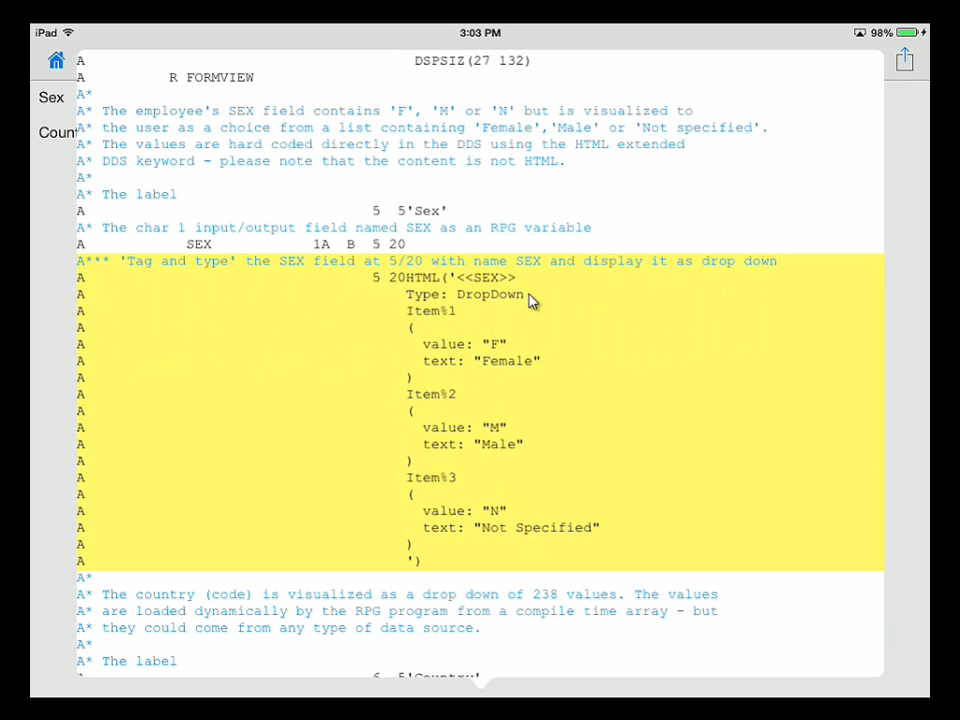 iPad 3:03 PM 98%
A DSPSIZ(27 132)
A R FORMVIEW
Sex
A*
A* The employee's SEX field contains 'F', 'M' or 'N' but is visualized to
Coun
A* the user as a choice from a list containing 'Female','Male' or 'Not specified'.
A* The values are hard coded directly in the DDS using the HTML extended
A* DDS keyword - please note that the content is not HTML.
A*
A* The label
A 5 5'Sex'
A* The char 1 input/output field named SEX as an RPG variable
A SEX 1A B 5 20
A*** 'Tag and type' the SEX field at 5/20 with name SEX and display it as drop down
A 5 20HTML('<<SEX>>
A Type: DropDown
A Item%1
A (
A value: "F"
A text: "Female"
A )
A Item%2
A (
A value: "M"
A text: "Male"
A )
A Item%3
A (
A value: "N"
A text: "Not Specified"
A )
A ')
A*
A* The country (code) is visualized as a drop down of 238 values. The values
A* are loaded dynamically by the RPG program from a compile time array - but
A* they could come from any type of data source.
A*
A* The label
A 6 5'Country'